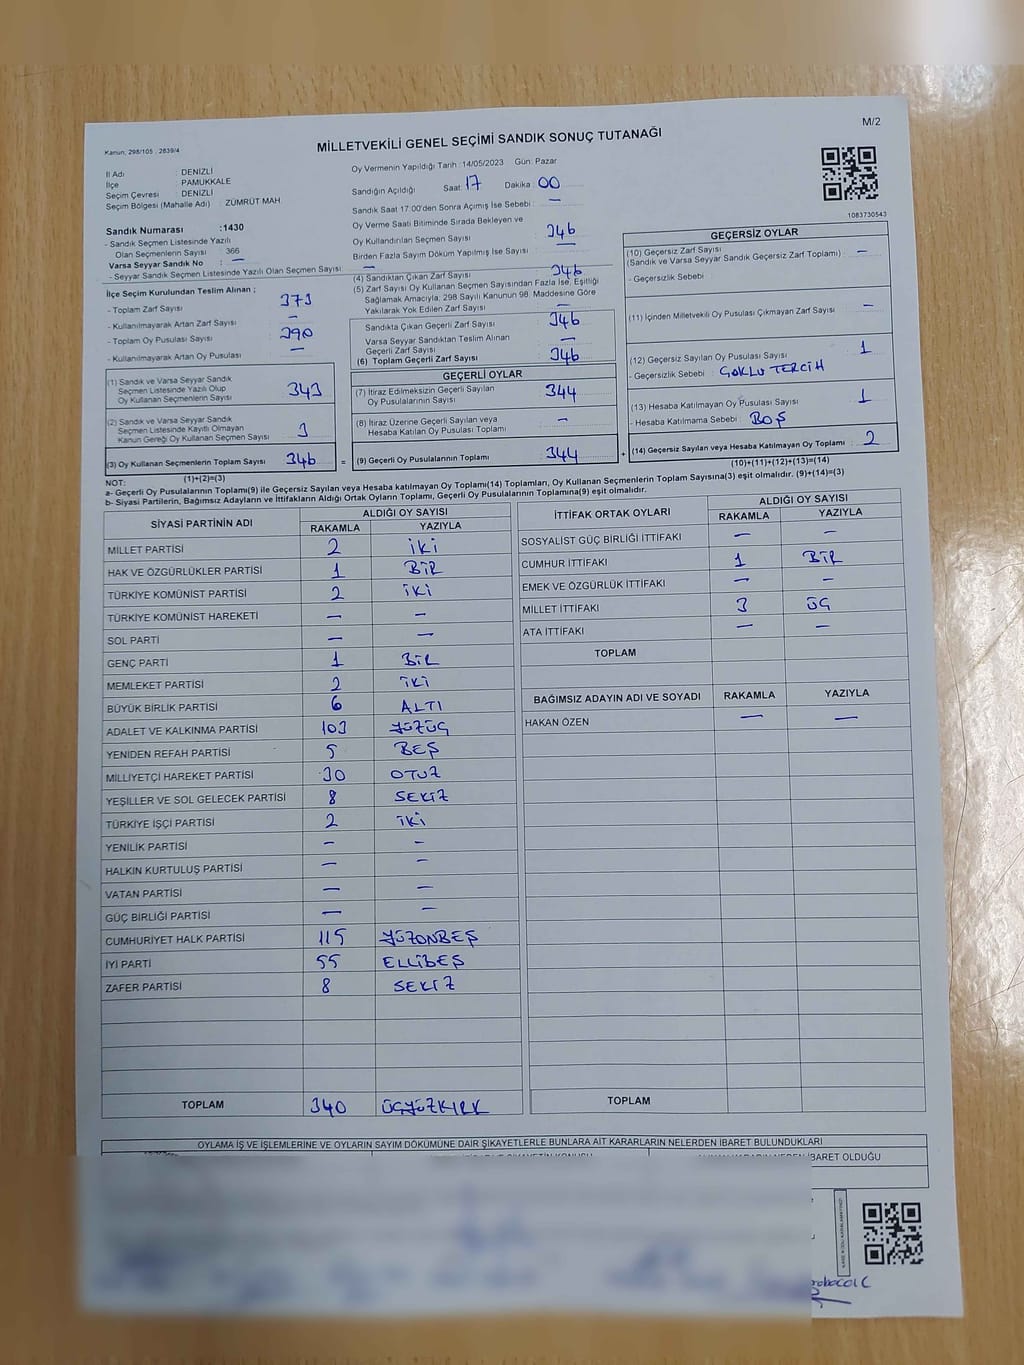 M/2
Kanun, 298/105 , 2839/4
MİLLETVEKİLİ GENEL SEÇİMİ SANDIK SONUÇ TUTANAĞI
İl Adı : DENİZLİ
İlçe : PAMUKKALE
Seçim Çevresi : DENİZLİ
Seçim Bölgesi (Mahalle Adı) : ZÜMRÜT MAH
Sandık Numarası :1430
- Sandık Seçmen Listesinde Yazılı
Olan Seçmenlerin Sayısı : 366
Varsa Seyyar Sandık No : —
- Seyyar Sandık Seçmen Listesinde Yazılı Olan Seçmen Sayısı: —
İlçe Seçim Kurulundan Teslim Alınan ;
- Toplam Zarf Sayısı 373
- Kullanılmayarak Artan Zarf Sayısı —
- Toplam Oy Pusulası Sayısı 390
- Kullanılmayarak Artan Oy Pusulası —
(1) Sandık ve Varsa Seyyar Sandık
Seçmen Listesinde Yazılı Olup
Oy Kullanan Seçmenlerin Sayısı 343
(2) Sandık ve Varsa Seyyar Sandık
Seçmen Listesinde Kayıtlı Olmayan
Kanun Gereği Oy Kullanan Seçmen Sayısı 3
(3) Oy Kullanan Seçmenlerin Toplam Sayısı 346 =
(1)+(2)=(3)
Oy Vermenin Yapıldığı Tarih :14/05/2023 Gün: Pazar
Sandığın Açıldığı Saat: 17 Dakika : 00
Sandık Saat 17:00'den Sonra Açımış İse Sebebi : —
Oy Verme Saati Bitiminde Sırada Bekleyen ve
Oy Kullandırılan Seçmen Sayısı 346
Birden Fazla Sayım Döküm Yapılmış İse Sayısı : —
(4) Sandıktan Çıkan Zarf Sayısı 346
(5) Zarf Sayısı Oy Kullanan Seçmen Sayısından Fazla İse, Eşitliği
Sağlamak Amacıyla, 298 Sayılı Kanunun 98. Maddesine Göre
Yakılarak Yok Edilen Zarf Sayısı —
Sandıkta Çıkan Geçerli Zarf Sayısı 346
Varsa Seyyar Sandıktan Teslim Alınan
Geçerli Zarf Sayısı —
(6) Toplam Geçerli Zarf Sayısı 346
GEÇERLİ OYLAR
(7) İtiraz Edilmeksizin Geçerli Sayılan
Oy Pusulalarının Sayısı 344
(8) İtiraz Üzerine Geçerli Sayılan veya
Hesaba Katılan Oy Pusulası Toplamı —
(9) Geçerli Oy Pusulalarının Toplamı 344 +
1083730543
GEÇERSİZ OYLAR
(10) Geçersiz Zarf Sayısı —
(Sandık ve Varsa Seyyar Sandık Geçersiz Zarf Toplamı)
- Geçersizlik Sebebi :
(11) İçinden Milletvekili Oy Pusulası Çıkmayan Zarf Sayısı —
(12) Geçersiz Sayılan Oy Pusulası Sayısı 1
- Geçersizlik Sebebi : ÇOKLU TERCİH
(13) Hesaba Katılmayan Oy Pusulası Sayısı 1
- Hesaba Katılmama Sebebi : BOŞ
(14) Geçersiz Sayılan veya Hesaba Katılmayan Oy Toplamı : 2
(10)+(11)+(12)+(13)=(14)
NOT:
a- Geçerli Oy Pusulalarının Toplamı(9) ile Geçersiz Sayılan veya Hesaba katılmayan Oy Toplamı(14) Toplamları, Oy Kullanan Seçmenlerin Toplam Sayısına(3) eşit olmalıdır. (9)+(14)=(3)
b- Siyasi Partilerin, Bağımsız Adayların ve İttifakların Aldığı Ortak Oyların Toplamı, Geçerli Oy Pusulalarının Toplamına(9) eşit olmalıdır.
SİYASİ PARTİNİN ADI ALDIĞI OY SAYISI
RAKAMLA YAZIYLA
MİLLET PARTİSİ 2 İKİ
HAK VE ÖZGÜRLÜKLER PARTİSİ 1 BİR
TÜRKİYE KOMÜNİST PARTİSİ 2 İKİ
TÜRKİYE KOMÜNİST HAREKETİ — —
SOL PARTİ — —
GENÇ PARTİ 1 BİR
MEMLEKET PARTİSİ 2 İKİ
BÜYÜK BİRLİK PARTİSİ 6 ALTI
ADALET VE KALKINMA PARTİSİ 103 YÜZÜÇ
YENİDEN REFAH PARTİSİ 5 BEŞ
MİLLİYETÇİ HAREKET PARTİSİ 30 OTUZ
YEŞİLLER VE SOL GELECEK PARTİSİ 8 SEKİZ
TÜRKİYE İŞÇİ PARTİSİ 2 İKİ
YENİLİK PARTİSİ — —
HALKIN KURTULUŞ PARTİSİ — —
VATAN PARTİSİ — —
GÜÇ BİRLİĞİ PARTİSİ — —
CUMHURİYET HALK PARTİSİ 115 YÜZONBEŞ
İYİ PARTİ 55 ELLİBEŞ
ZAFER PARTİSİ 8 SEKİZ
TOPLAM 340 ÜÇYÜZKIRK
İTTİFAK ORTAK OYLARI ALDIĞI OY SAYISI
RAKAMLA YAZIYLA
SOSYALİST GÜÇ BİRLİĞİ İTTİFAKI — —
CUMHUR İTTİFAKI 1 BİR
EMEK VE ÖZGÜRLÜK İTTİFAKI — —
MİLLET İTTİFAKI 3 ÜÇ
ATA İTTİFAKI — —
TOPLAM
BAĞIMSIZ ADAYIN ADI VE SOYADI RAKAMLA YAZIYLA
HAKAN ÖZEN — —
TOPLAM
OYLAMA İŞ VE İŞLEMLERİNE VE OYLARIN SAYIM DÖKÜMÜNE DAİR ŞİKAYETLERLE BUNLARA AİT KARARLARIN NELERDEN İBARET BULUNDUKLARI
İBARET OLDUĞU